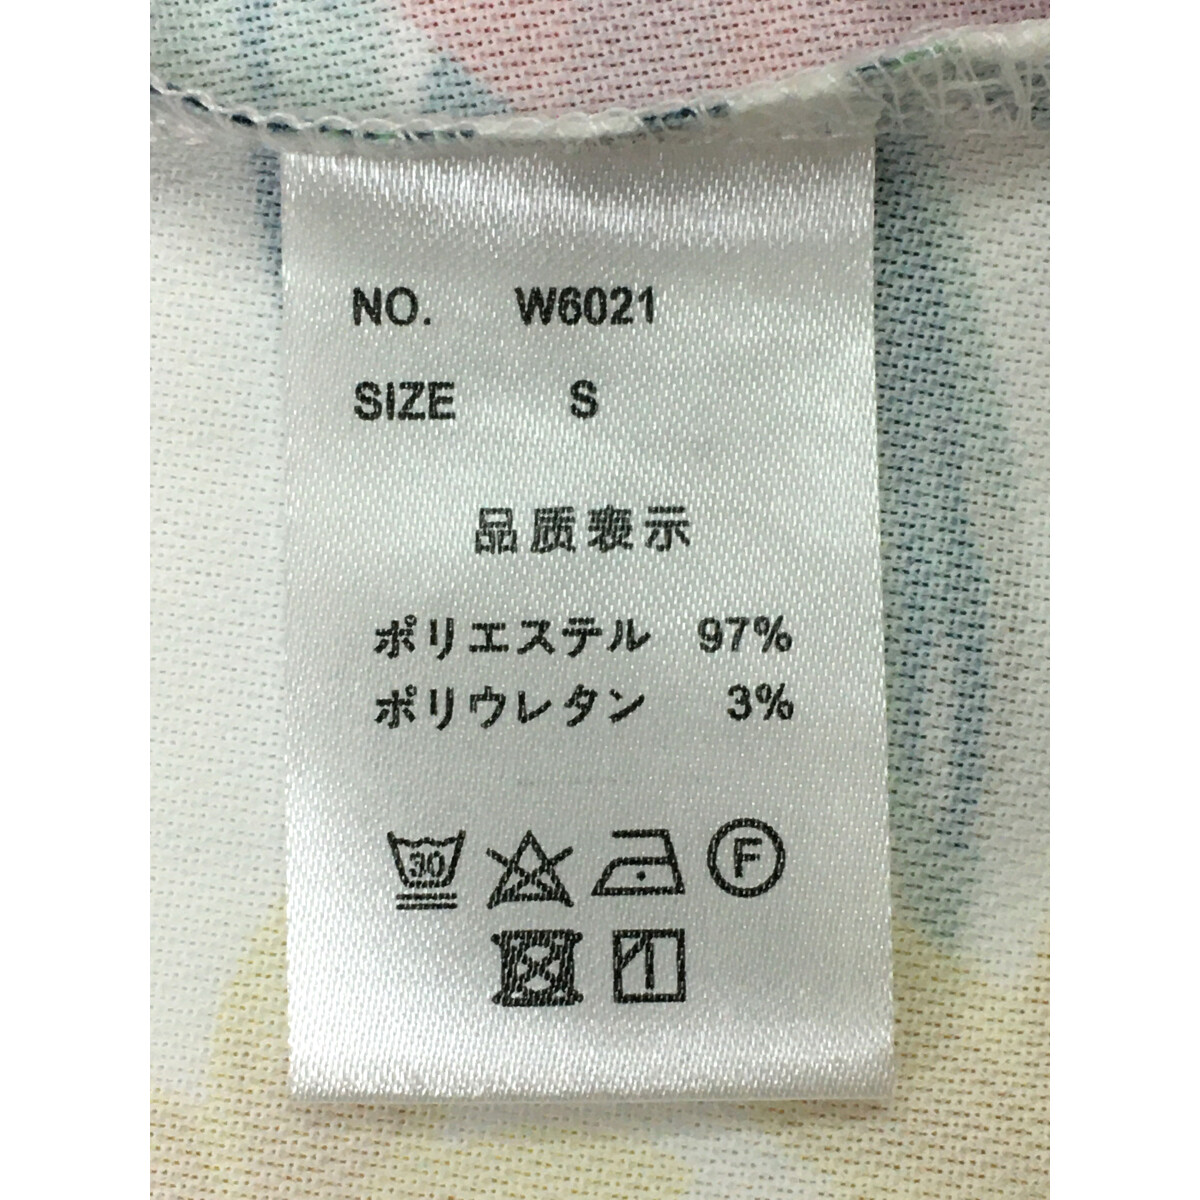 NO. W6021
SIZE S
品质表示
ポリエステル 97%
ポリウレタン 3%
30 F